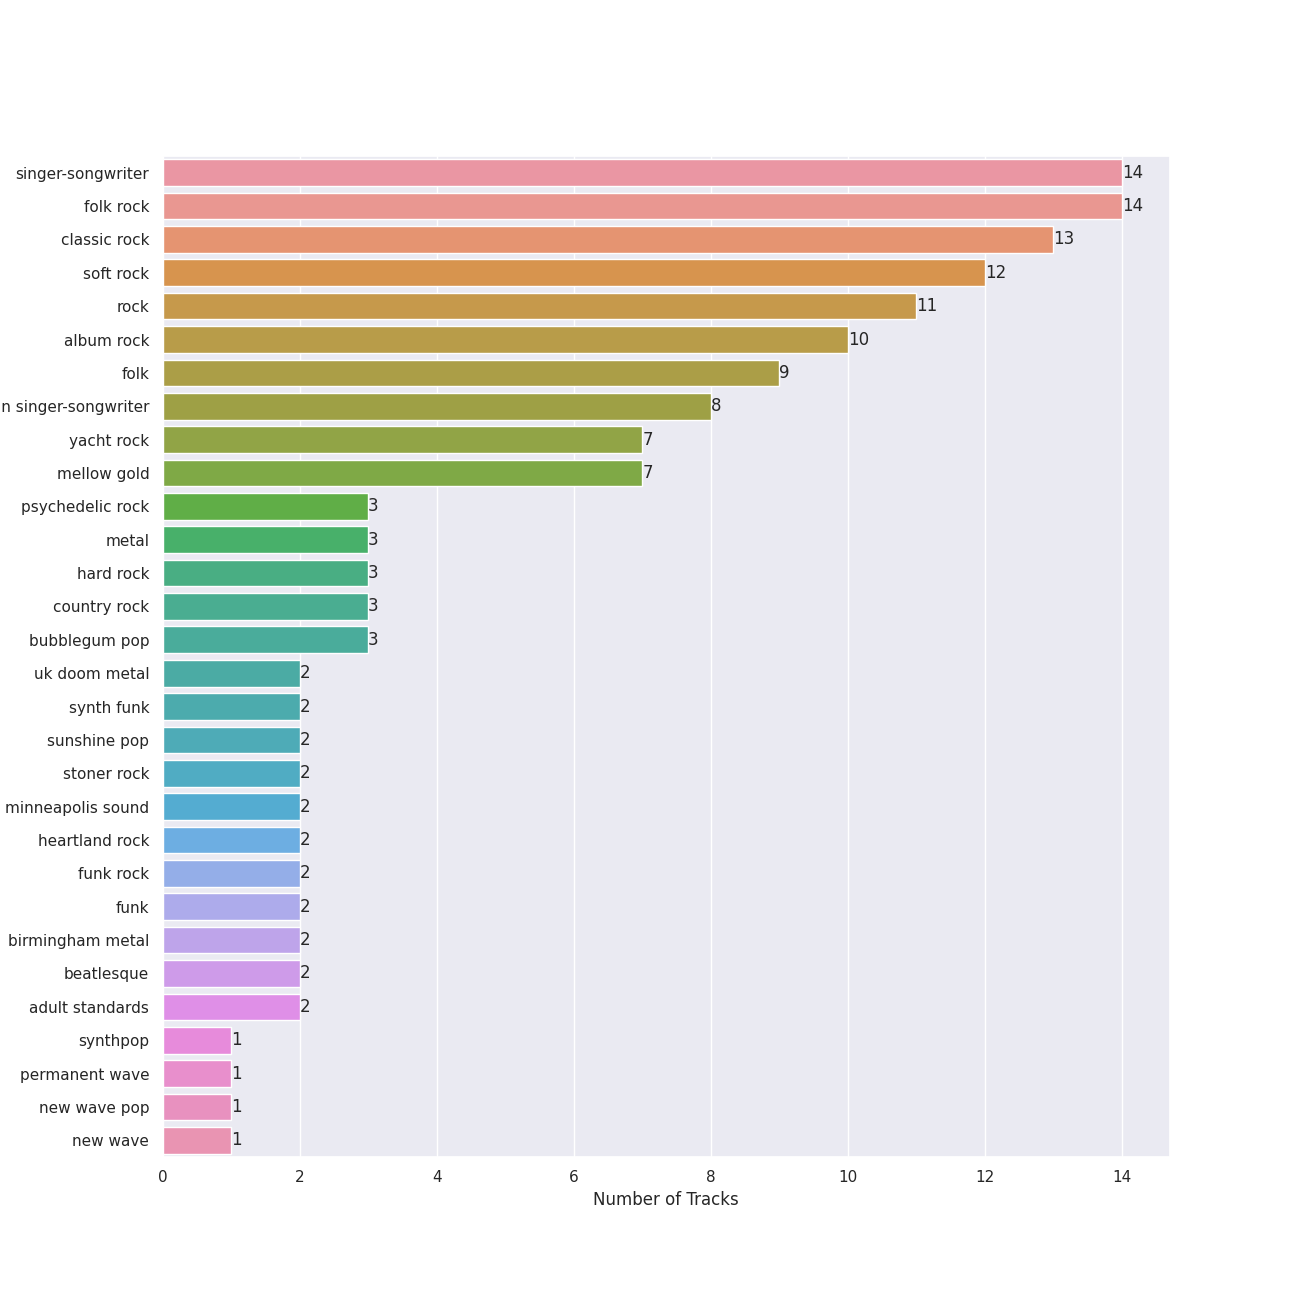 singer-songwriter 14
folk rock 14
classic rock 13
soft rock 12
rock 11
album rock 10
folk 9
n singer-songwriter 8
yacht rock 7
mellow gold 7
psychedelic rock 3
metal 3
hard rock 3
country rock 3
bubblegum pop 3
uk doom metal 2
synth funk 2
sunshine pop 2
stoner rock 2
minneapolis sound 2
heartland rock 2
funk rock 2
funk 2
birmingham metal 2
beatlesque 2
adult standards 2
synthpop 1
permanent wave 1
new wave pop 1
new wave 1
0 2 4 6 8 10 12 14
Number of Tracks